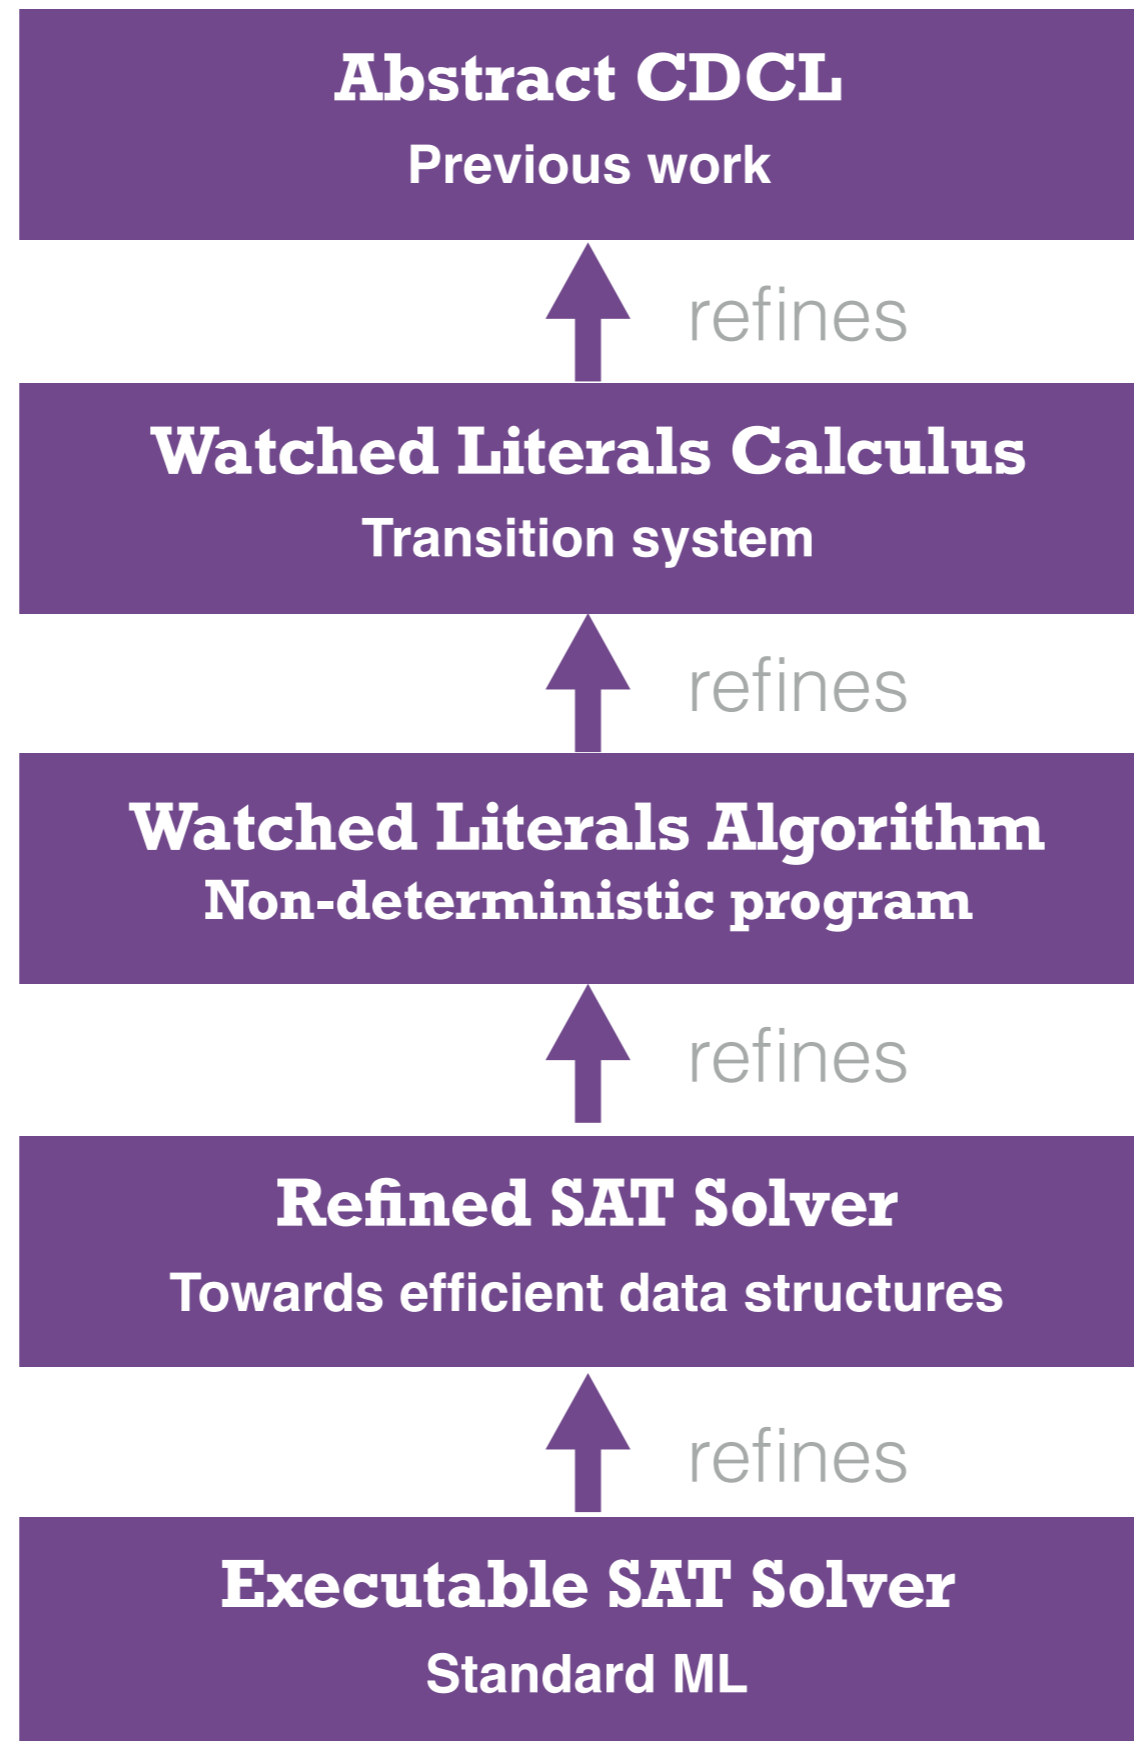 Abstract CDCL
Previous work
refines
Watched Literals Calculus
Transition system
refines
Watched Literals Algorithm
Non-deterministic program
refines
Refined SAT Solver
Towards efficient data structures
refines
Executable SAT Solver
Standard ML